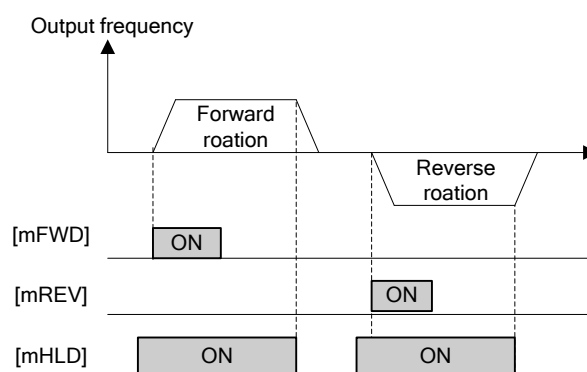 Output frequency
Forward
roation
Reverse
roation
[mFWD]
ON
[mREV]
ON
[mHLD]
ON
ON